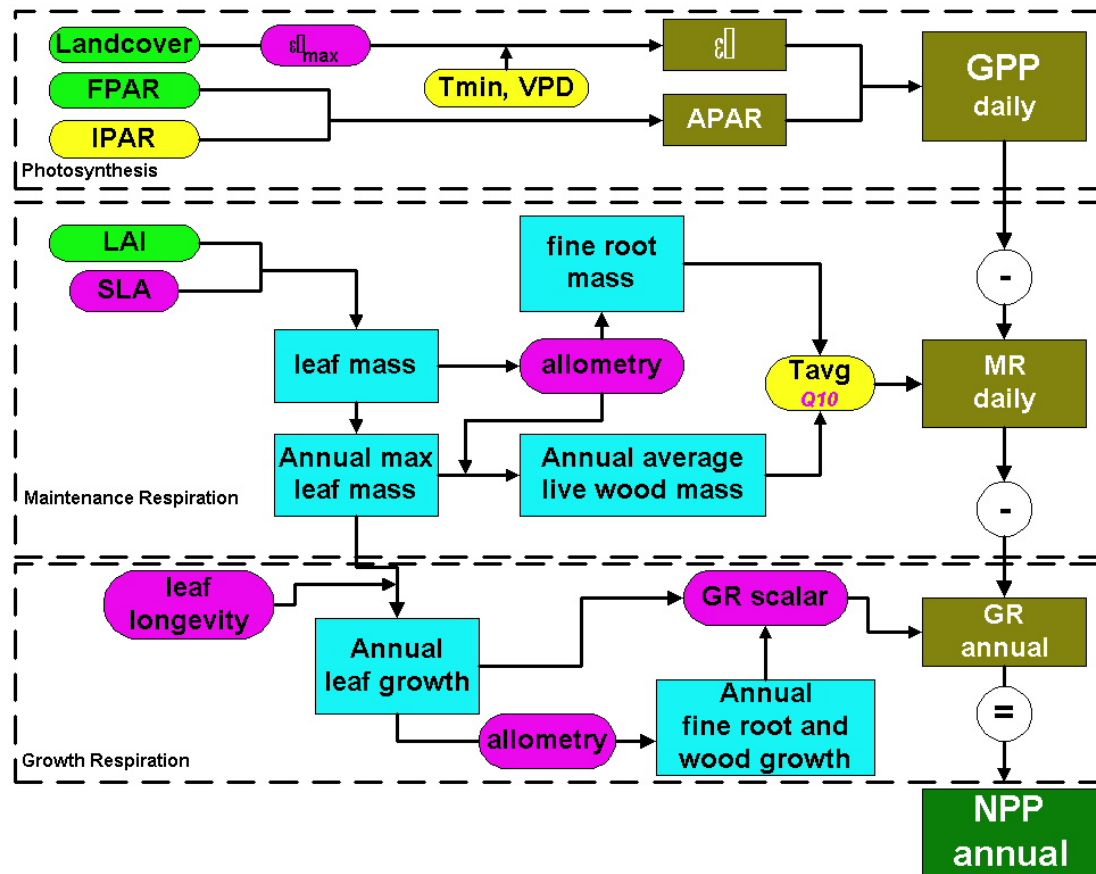 Landcover
ε▯max
ε▯
GPP
daily
FPAR
Tmin, VPD
IPAR
APAR
Photosynthesis
LAI
SLA
fine root
mass
-
leaf mass
allometry
Tavg
Q10
MR
daily
Annual max
leaf mass
Annual average
live wood mass
Maintenance Respiration
-
leaf
longevity
GR scalar
GR
annual
Annual
leaf growth
allometry
Annual
fine root and
wood growth
=
Growth Respiration
NPP
annual